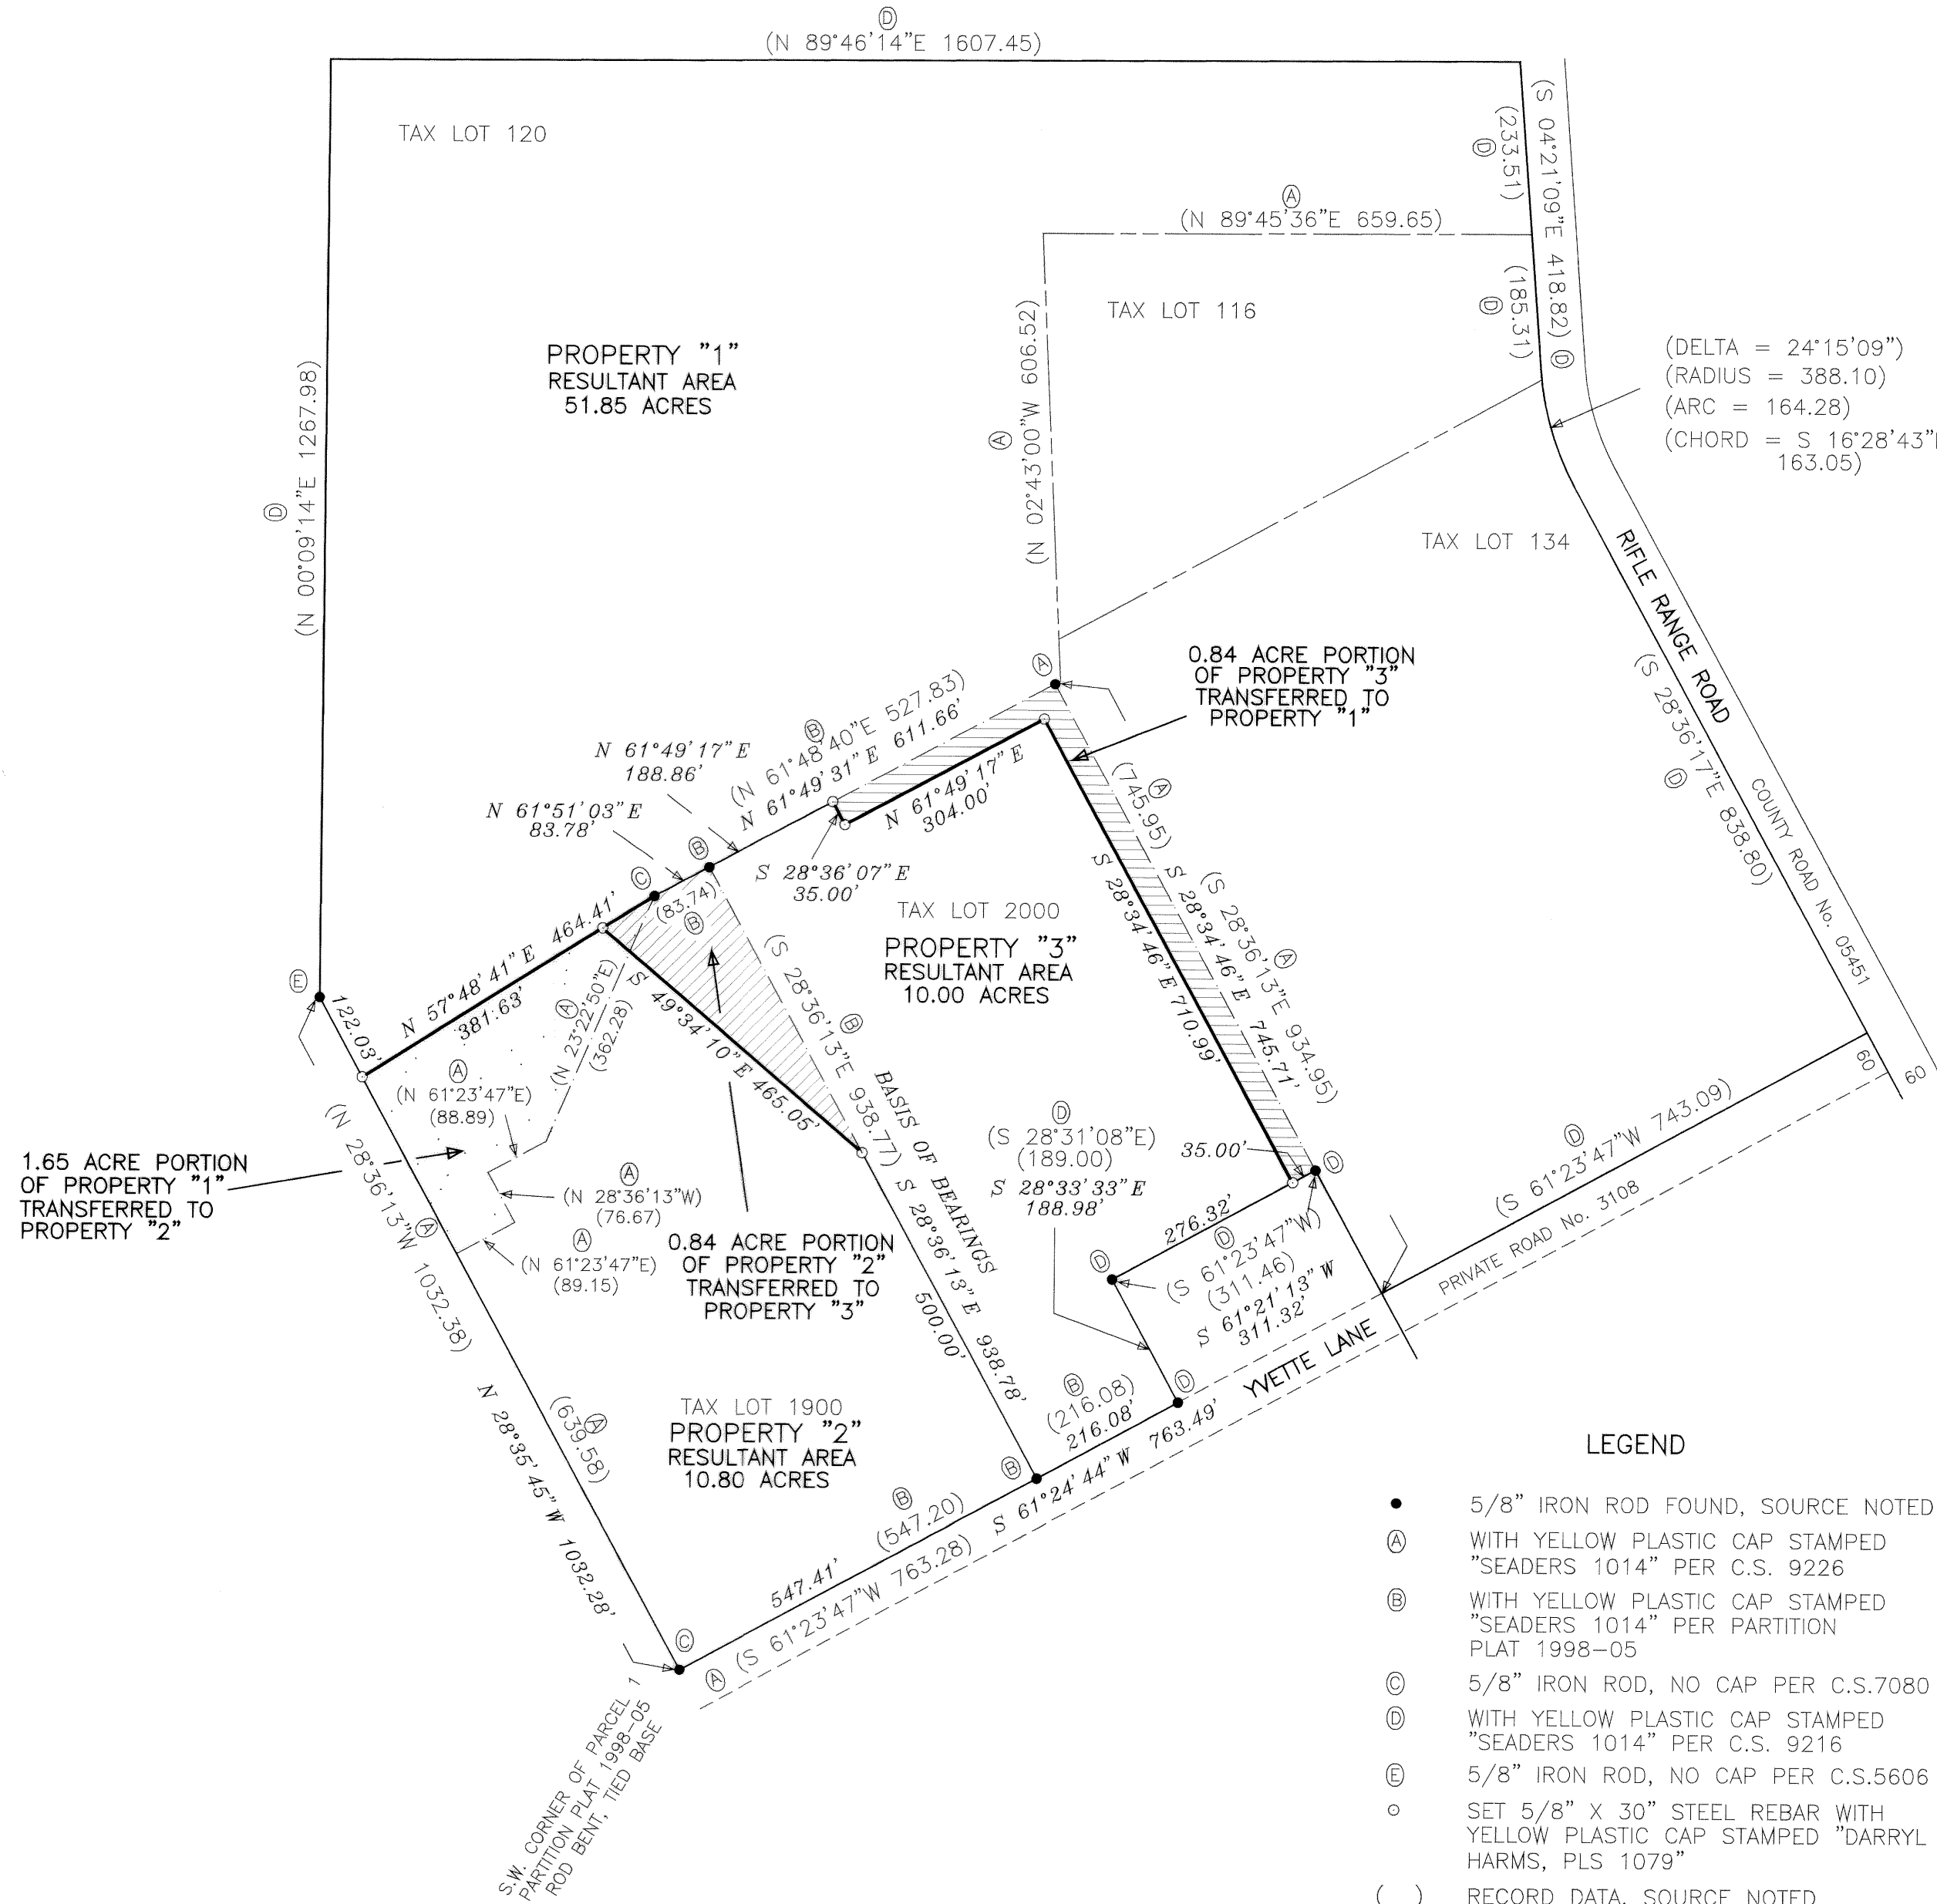 Ⓓ
(N 89°46'14"E 1607.45)
TAX LOT 120
(S 04°21'09"E 418.82) Ⓓ
(233.51)
Ⓓ
Ⓐ
(N 89°45'36"E 659.65)
(185.31)
Ⓓ
TAX LOT 116
Ⓐ
(N 02°43'00"W 606.52)
(DELTA = 24°15'09")
(RADIUS = 388.10)
(ARC = 164.28)
(CHORD = S 16°28'43"
163.05)
PROPERTY "1"
RESULTANT AREA
51.85 ACRES
Ⓓ
(N 00°09'14"E 1267.98)
TAX LOT 134
RIFLE RANGE ROAD
COUNTY ROAD No. 05451
(S 28°36'17"E 838.80)
Ⓓ
Ⓐ
0.84 ACRE PORTION
OF PROPERTY "3"
TRANSFERRED TO
PROPERTY "1"
Ⓑ
(N 61°48'40"E 527.83)
N 61°49'31"E 611.66'
N 61°49'17"E
188.86'
N 61°51'03"E
83.78'
N 61°49'17"E
304.00'
S 28°36'07"E
35.00'
Ⓑ
Ⓒ
(83.74)
Ⓑ
Ⓐ
(745.95)
S 28°34'46"E 745.71'
Ⓐ
(S 28°36'13"E 934.95)
S 28°34'46"E 710.99'
TAX LOT 2000
PROPERTY "3"
RESULTANT AREA
10.00 ACRES
Ⓔ
122.03'
N 57°48'41"E 464.41'
381.63'
Ⓐ
(N 23°22'50"E)
(362.28)
S 49°34'10"E 465.05'
Ⓑ
(S 28°36'13"E 938.77)
S 28°36'13"E 938.78'
BASIS OF BEARINGS
500.00'
Ⓐ
(N 61°23'47"E)
(88.89)
Ⓐ
(N 28°36'13"W)
(76.67)
Ⓐ
(N 61°23'47"E)
(89.15)
1.65 ACRE PORTION
OF PROPERTY "1"
TRANSFERRED TO
PROPERTY "2"
0.84 ACRE PORTION
OF PROPERTY "2"
TRANSFERRED TO
PROPERTY "3"
Ⓓ
(S 28°31'08"E)
(189.00)
S 28°33'33"E
188.98'
35.00'
Ⓓ
276.32'
Ⓓ
(S 61°23'47"W)
(311.46)
S 61°21'13"W
311.32'
Ⓓ
60
60
Ⓓ
(S 61°23'47"W 743.09)
PRIVATE ROAD No. 3108
YVETTE LANE
Ⓐ
(N 28°36'13"W 1032.38)
N 28°35'45"W 1032.28'
Ⓐ
(639.58)
TAX LOT 1900
PROPERTY "2"
RESULTANT AREA
10.80 ACRES
Ⓑ
(216.08)
216.08'
Ⓓ
Ⓑ
Ⓑ
(547.20)
547.41'
S 61°24'44"W 763.49'
Ⓐ (S 61°23'47"W 763.28)
Ⓒ
S.W. CORNER OF PARCEL 1
PARTITION PLAT 1998-05
ROD BENT, TIED BASE
LEGEND
● 5/8" IRON ROD FOUND, SOURCE NOTED
Ⓐ WITH YELLOW PLASTIC CAP STAMPED
"SEADERS 1014" PER C.S. 9226
Ⓑ WITH YELLOW PLASTIC CAP STAMPED
"SEADERS 1014" PER PARTITION
PLAT 1998-05
Ⓒ 5/8" IRON ROD, NO CAP PER C.S.7080
Ⓓ WITH YELLOW PLASTIC CAP STAMPED
"SEADERS 1014" PER C.S. 9216
Ⓔ 5/8" IRON ROD, NO CAP PER C.S.5606
⊙ SET 5/8" X 30" STEEL REBAR WITH
YELLOW PLASTIC CAP STAMPED "DARRYL
HARMS, PLS 1079"
( ) RECORD DATA, SOURCE NOTED